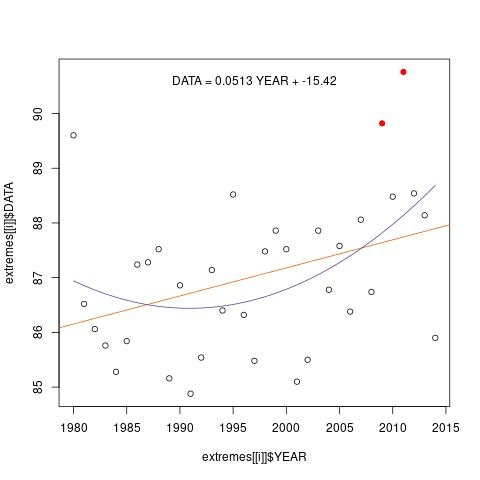 DATA = 0.0513 YEAR + -15.42
extremes[[i]]$DATA
90
89
88
87
86
85
1980 1985 1990 1995 2000 2005 2010 2015
extremes[[i]]$YEAR